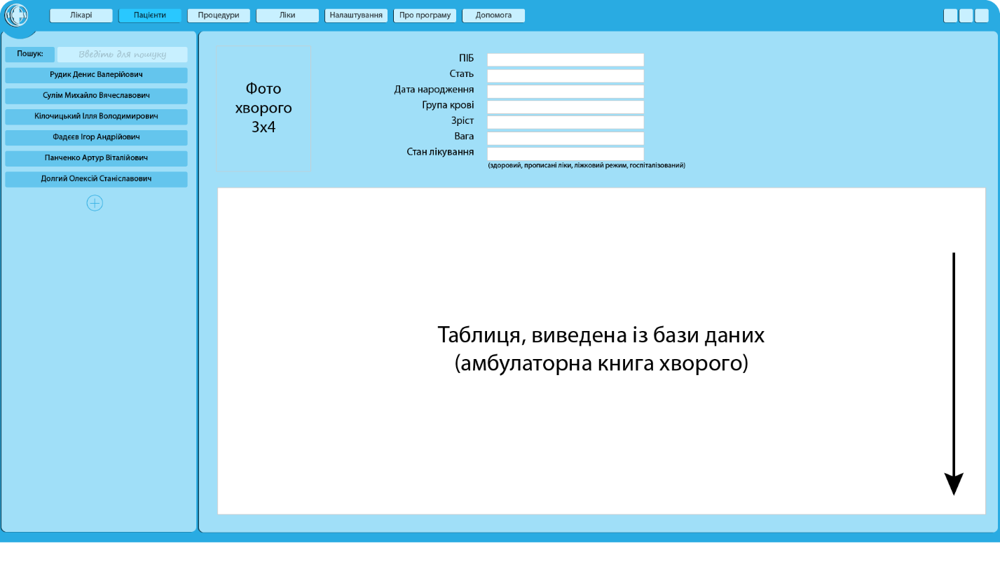 Лікарі
Пацієнти
Процедури
Ліки
Налаштування
Про програму
Допомога
Пошук:
Введіть для пошуку
Рудик Денис Валерійович
Сулім Михайло Вячеславович
Кілочицький Ілля Володимирович
Фадєєв Ігор Андрійович
Панченко Артур Віталійович
Долгий Олексій Станіславович
Фото
хворого
3х4
ПІБ
Стать
Дата народження
Група крові
Зріст
Вага
Стан лікування
(здоровий, прописані ліки, ліжковий режим, госпіталізований)
Таблиця, виведена із бази даних
(амбулаторна книга хворого)